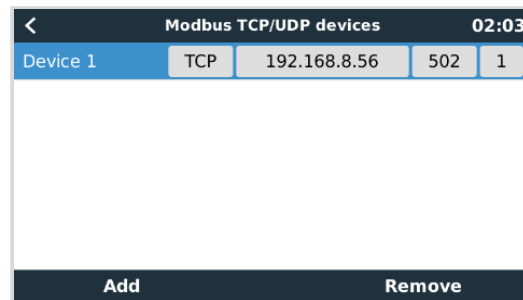 Modbus TCP/UDP devices 02:03
Device 1 TCP 192.168.8.56 502 1
Add Remove